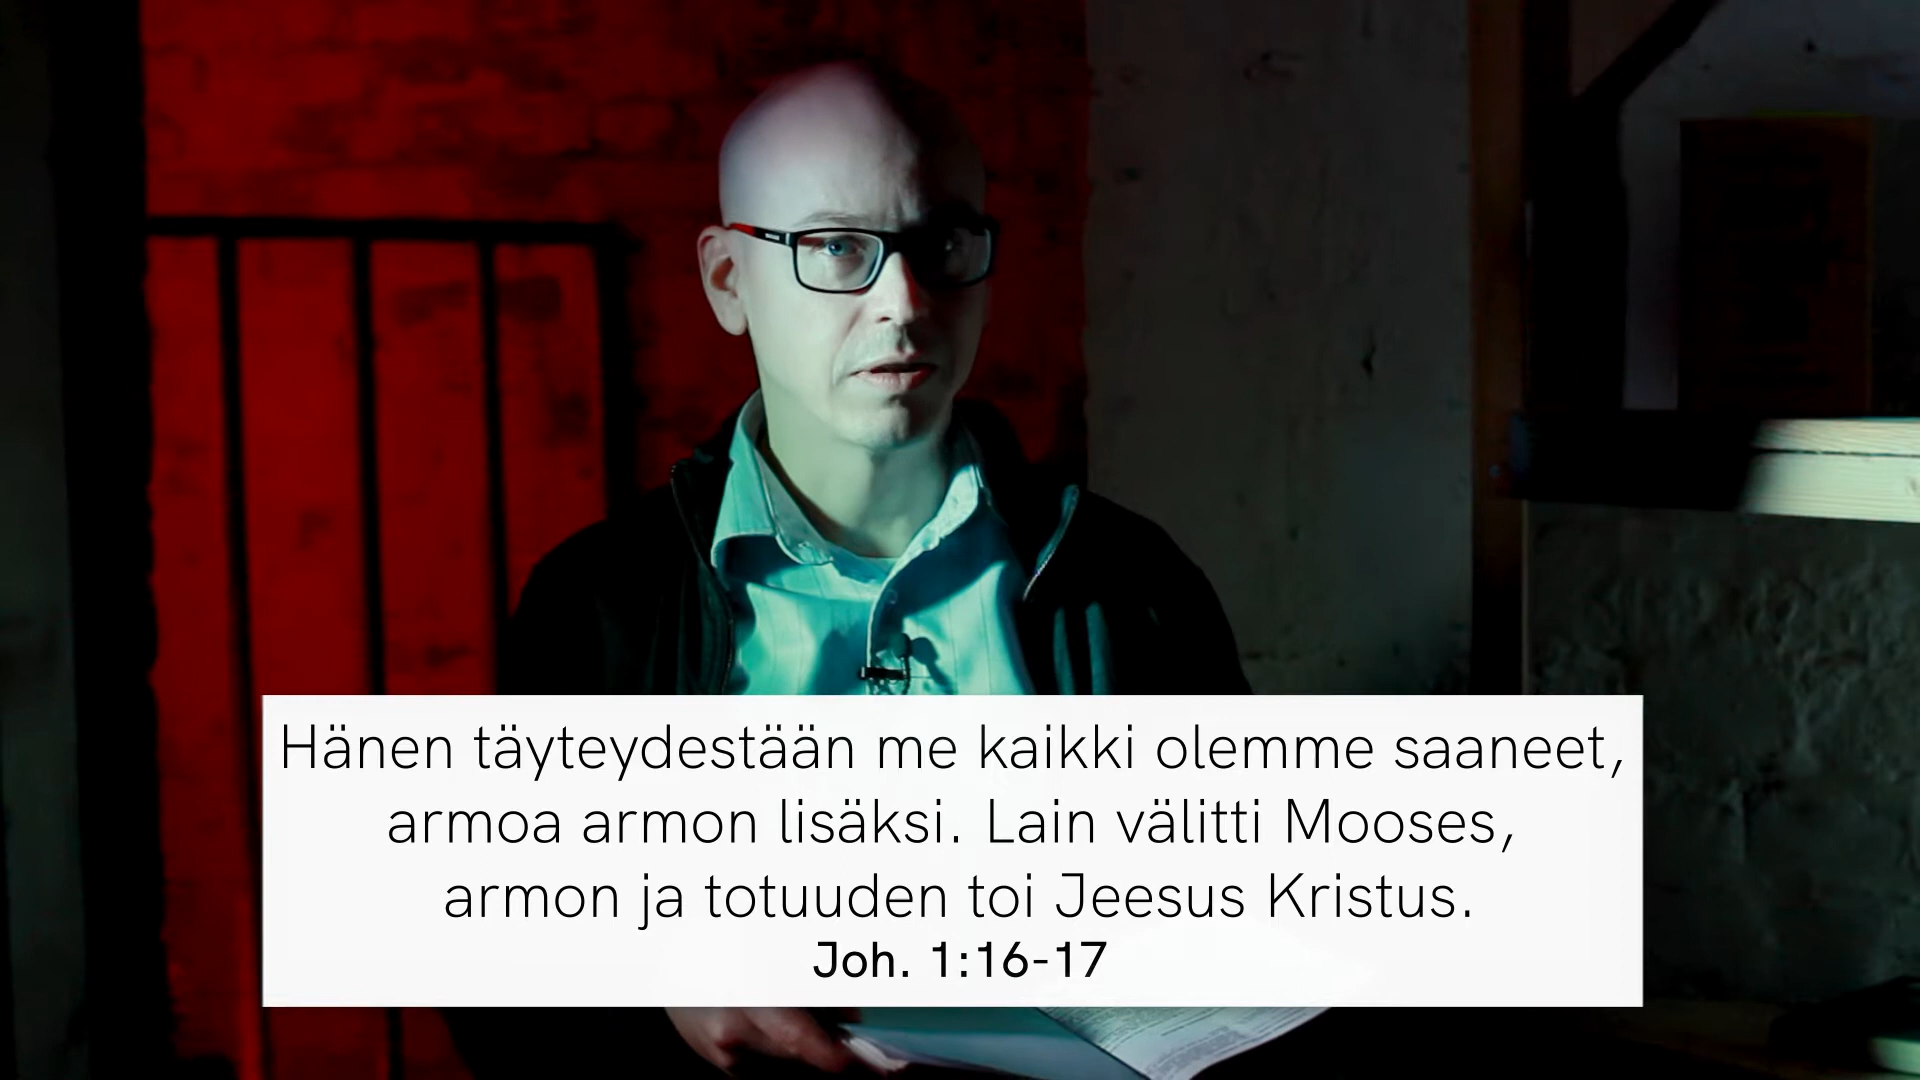 Hänen täyteydestään me kaikki olemme saaneet,
armoa armon lisäksi. Lain välitti Mooses,
armon ja totuuden toi Jeesus Kristus.
Joh. 1:16-17